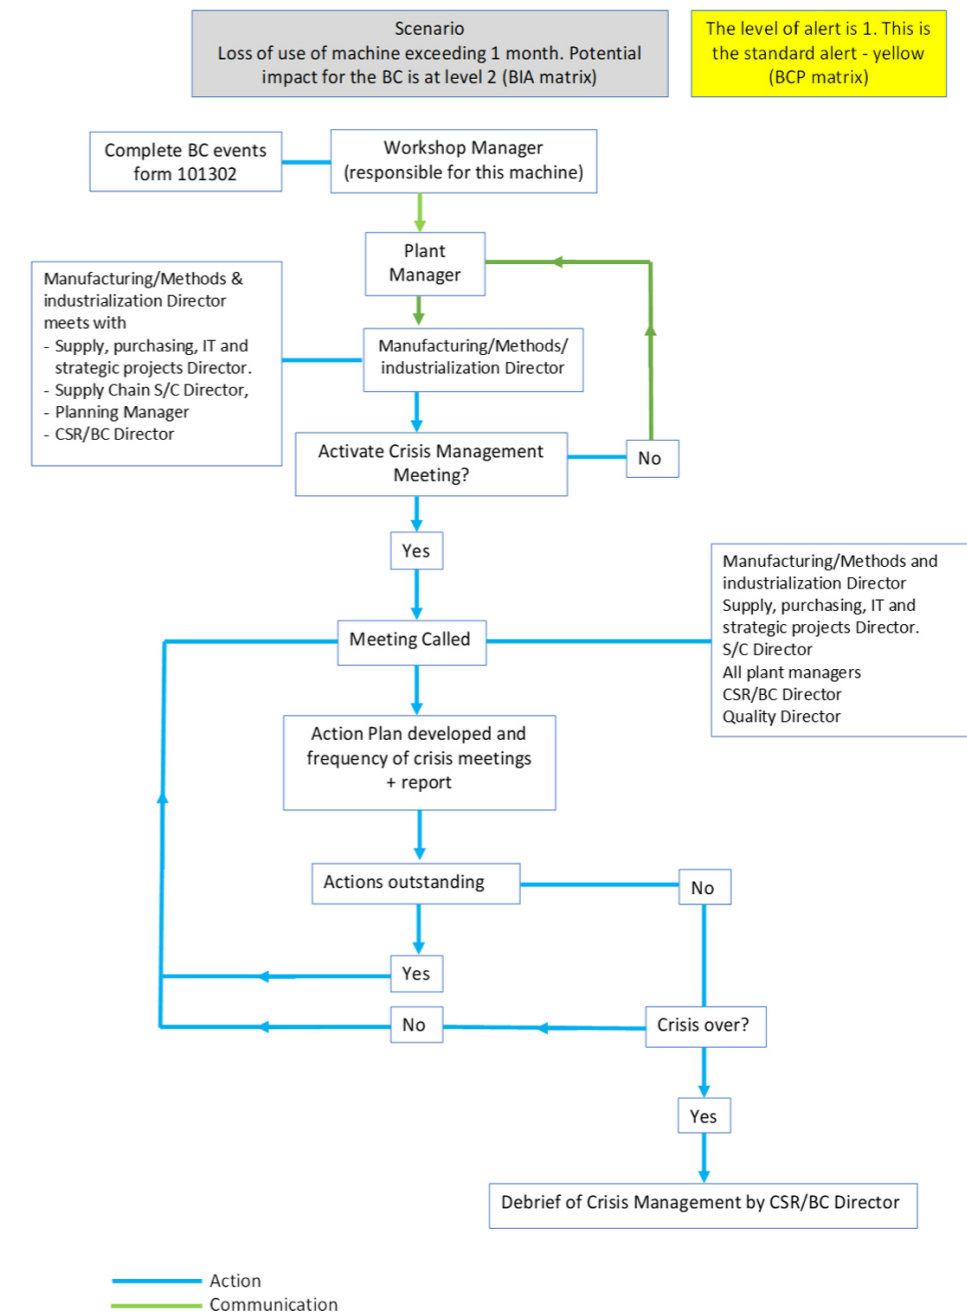 Scenario
Loss of use of machine exceeding 1 month. Potential
impact for the BC is at level 2 (BIA matrix)
The level of alert is 1. This is
the standard alert - yellow
(BCP matrix)
Complete BC events
form 101302
Workshop Manager
(responsible for this machine)
Plant
Manager
Manufacturing/Methods &
industrialization Director
meets with
- Supply, purchasing, IT and
strategic projects Director.
- Supply Chain S/C Director,
- Planning Manager
- CSR/BC Director
Manufacturing/Methods/
industrialization Director
Activate Crisis Management
Meeting?
No
Yes
Manufacturing/Methods and
industrialization Director
Supply, purchasing, IT and
strategic projects Director.
S/C Director
All plant managers
CSR/BC Director
Quality Director
Meeting Called
Action Plan developed and
frequency of crisis meetings
+ report
Actions outstanding
No
Yes
No
Crisis over?
Yes
Debrief of Crisis Management by CSR/BC Director
Action
Communication